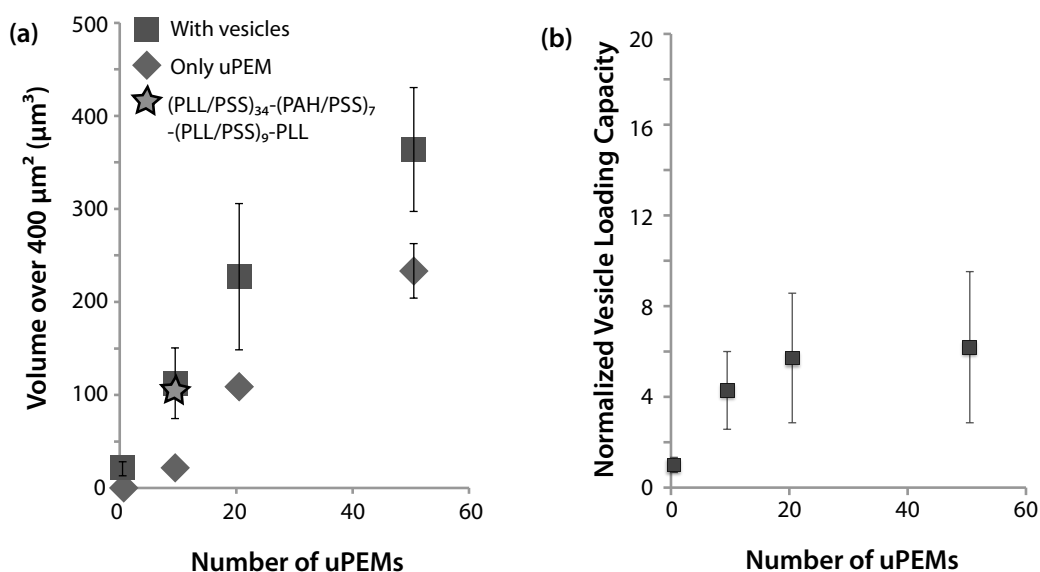 (a)
500
400
300
200
100
0
Volume over 400 µm² (µm³)
With vesicles
Only uPEM
(PLL/PSS)₃₄-(PAH/PSS)₇
-(PLL/PSS)₉-PLL
0
20
40
60
Number of uPEMs
(b)
20
16
12
8
4
0
Normalized Vesicle Loading Capacity
0
20
40
60
Number of uPEMs